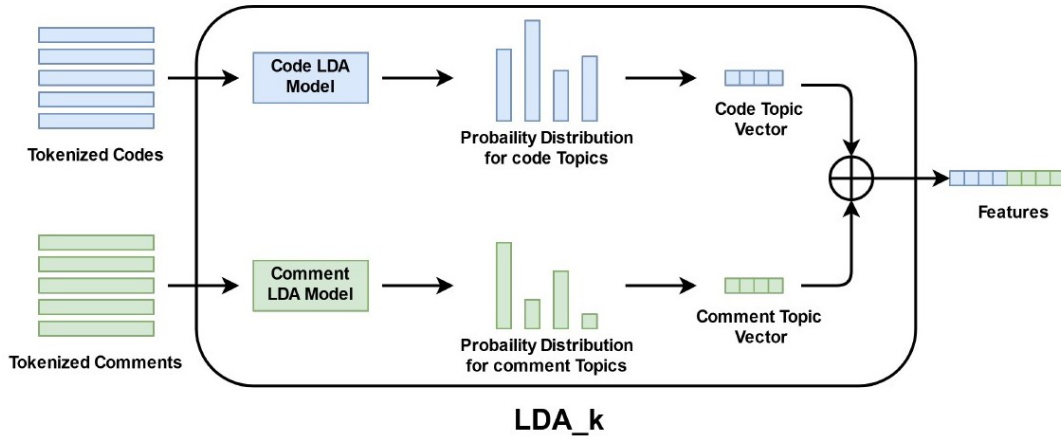 Tokenized Codes
Code LDA
Model
Probaility Distribution
for code Topics
Code Topic
Vector
Features
Tokenized Comments
Comment
LDA Model
Probaility Distribution
for comment Topics
Comment Topic
Vector
LDA_k